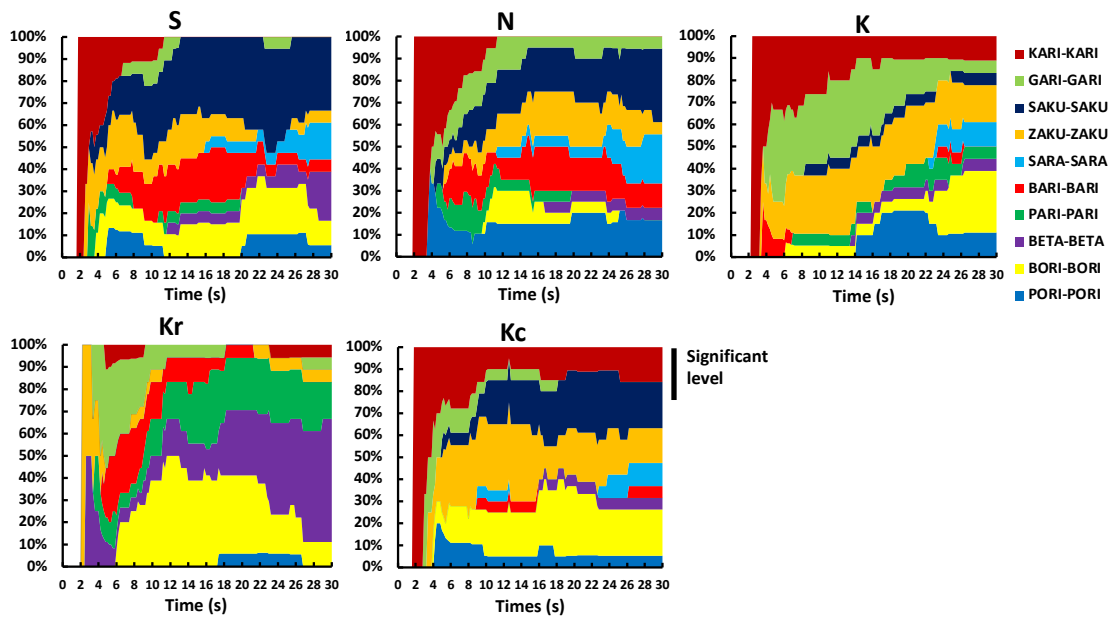 S
100%
90%
80%
70%
60%
50%
40%
30%
20%
10%
0%
0 2 4 6 8 10 12 14 16 18 20 22 24 26 28 30
Time (s)
N
100%
90%
80%
70%
60%
50%
40%
30%
20%
10%
0%
0 2 4 6 8 10 12 14 16 18 20 22 24 26 28 30
Time (s)
K
100%
90%
80%
70%
60%
50%
40%
30%
20%
10%
0%
0 2 4 6 8 10 12 14 16 18 20 22 24 26 28 30
Time (s)
KARI-KARI
GARI-GARI
SAKU-SAKU
ZAKU-ZAKU
SARA-SARA
BARI-BARI
PARI-PARI
BETA-BETA
BORI-BORI
PORI-PORI
Kr
100%
90%
80%
70%
60%
50%
40%
30%
20%
10%
0%
0 2 4 6 8 10 12 14 16 18 20 22 24 26 28 30
Time (s)
Kc
100%
90%
80%
70%
60%
50%
40%
30%
20%
10%
0%
0 2 4 6 8 10 12 14 16 18 20 22 24 26 28 30
Times (s)
Significant
level